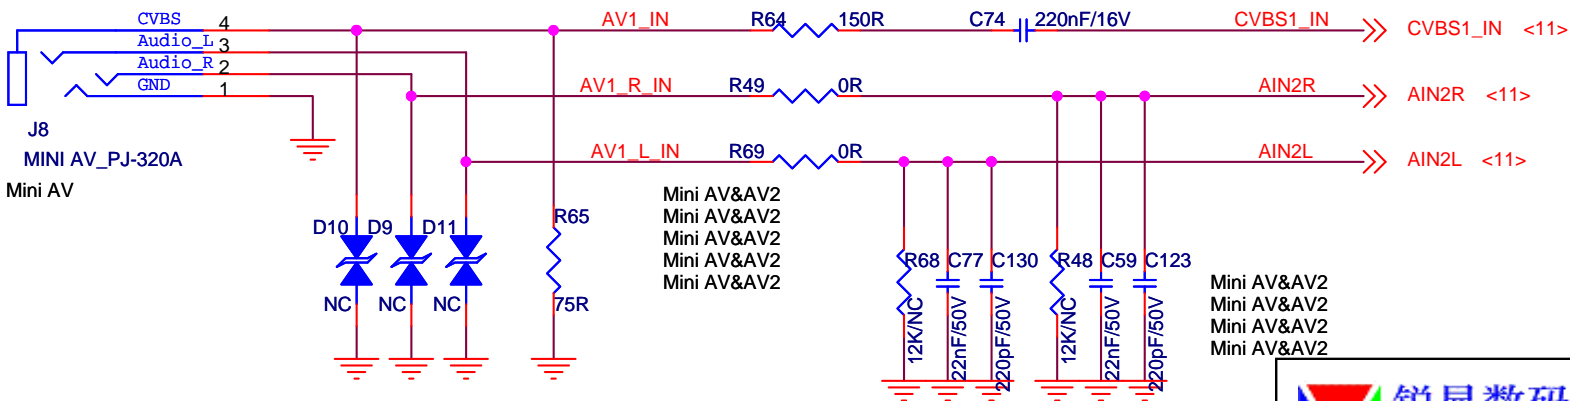 CVBS 4 AV1_IN R64 150R C74 220nF/16V CVBS1_IN CVBS1_IN <11>
Audio_L 3
Audio_R 2
GND 1 AV1_R_IN R49 0R AIN2R AIN2R <11>
J8
MINI AV_PJ-320A AV1_L_IN R69 0R AIN2L AIN2L <11>
Mini AV
Mini AV&AV2
Mini AV&AV2
Mini AV&AV2
Mini AV&AV2
Mini AV&AV2
D10 D9 D11 R65
NC NC NC 75R
R68 C77 C130 R48 C59 C123
12K/NC 22nF/50V 220pF/50V 12K/NC 22nF/50V 220pF/50V
Mini AV&AV2
Mini AV&AV2
Mini AV&AV2
Mini AV&AV2
锐显数码